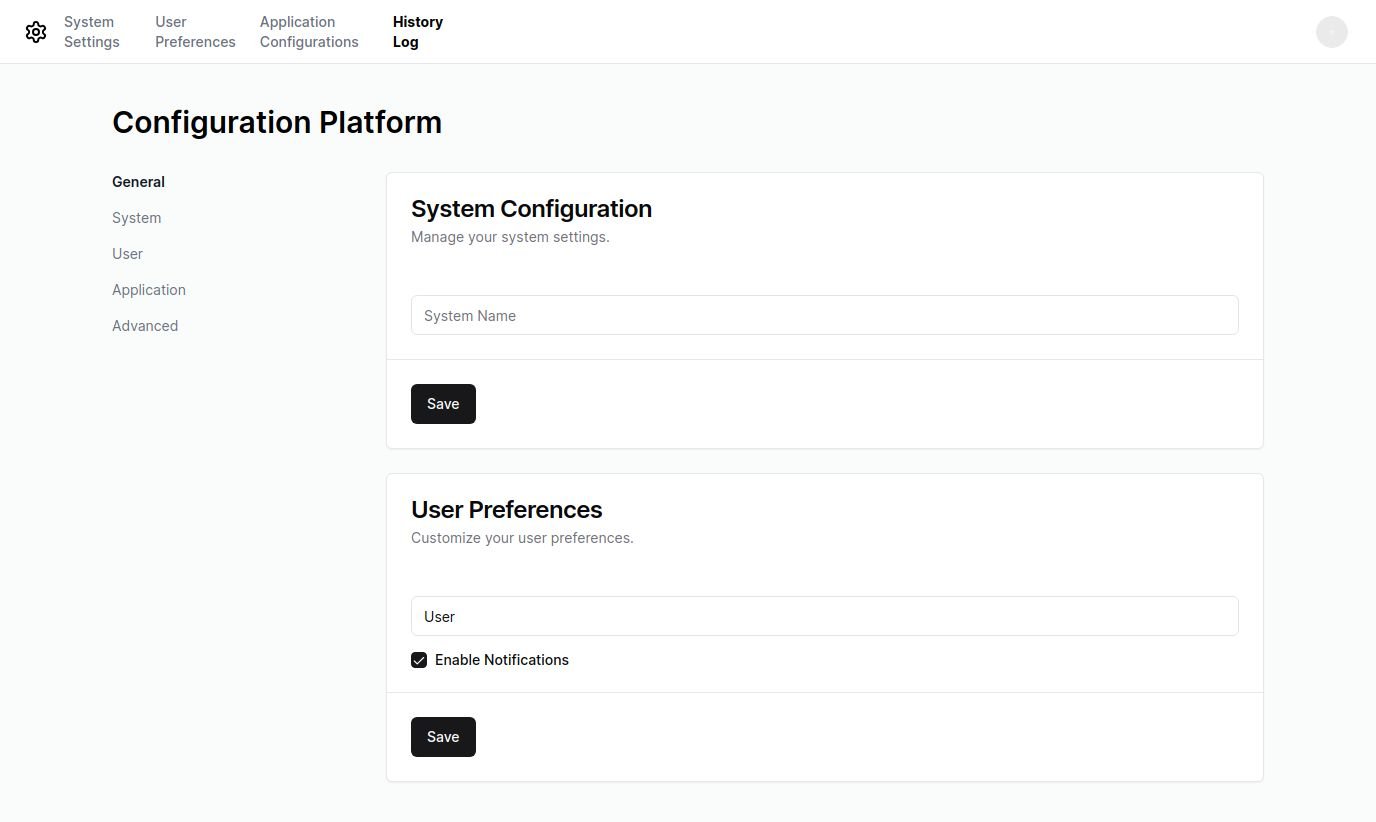 System
Settings
User
Preferences
Application
Configurations
History
Log
Configuration Platform
General
System
User
Application
Advanced
System Configuration
Manage your system settings.
System Name
Save
User Preferences
Customize your user preferences.
User
Enable Notifications
Save